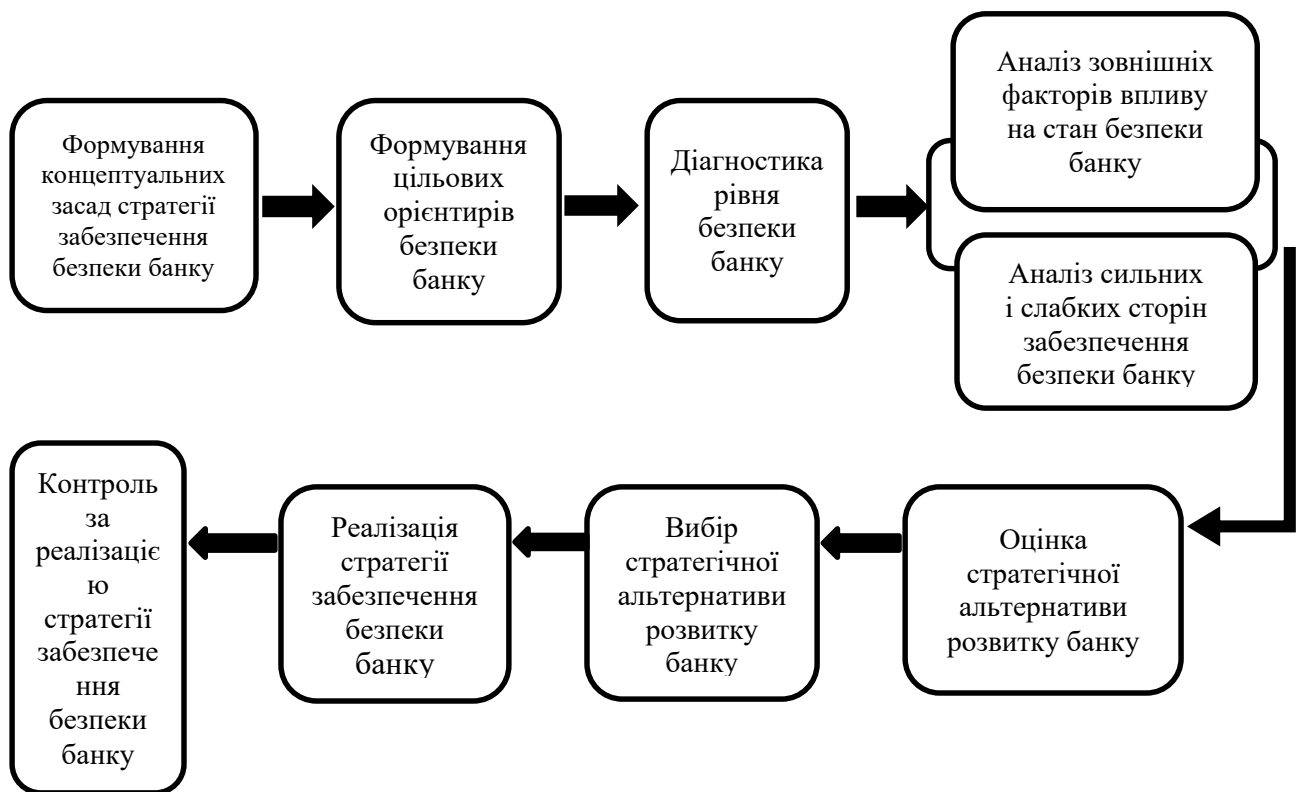 Формування
концептуальних
засад стратегії
забезпечення
безпеки банку
Формування
цільових
орієнтирів
безпеки
банку
Діагностика
рівня
безпеки
банку
Аналіз зовнішніх
факторів впливу
на стан безпеки
банку
Аналіз сильних
і слабких сторін
забезпечення
безпеки банку
Оцінка
стратегічної
альтернативи
розвитку банку
Вибір
стратегічної
альтернативи
розвитку
банку
Реалізація
стратегії
забезпечення
безпеки
банку
Контроль
за
реалізаціє
ю
стратегії
забезпече
ння
безпеки
банку